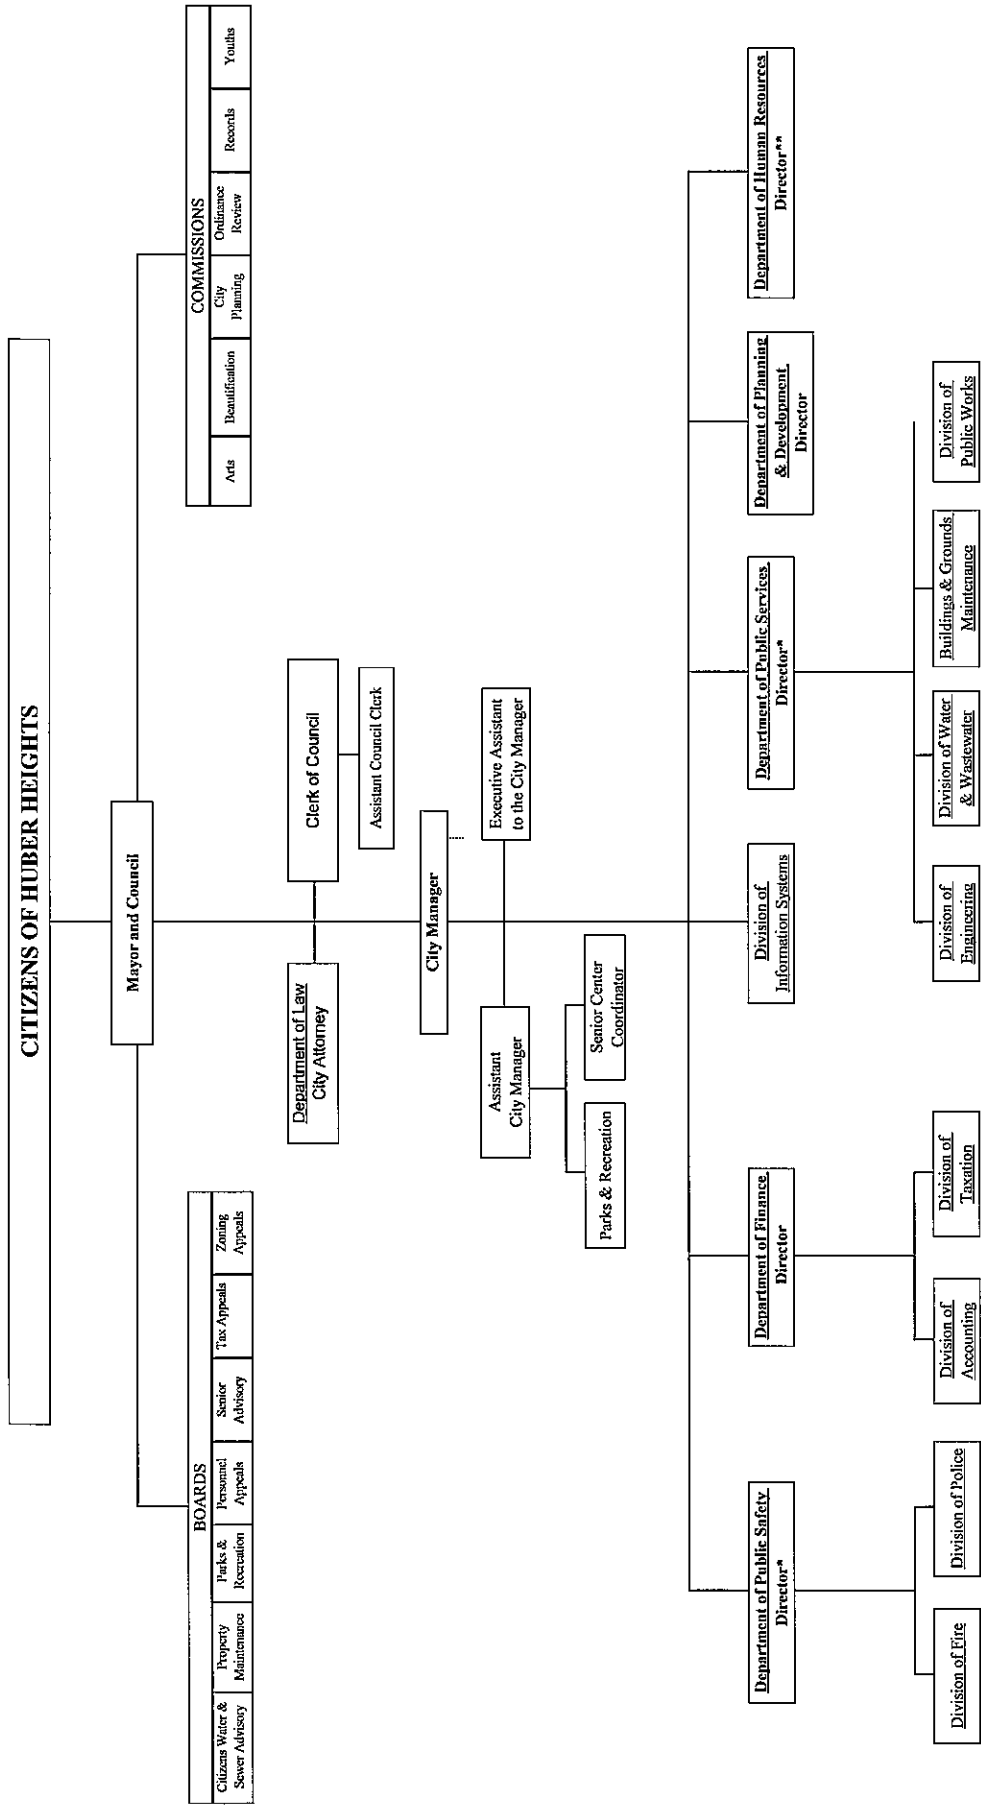 CITIZENS OF HUBER HEIGHTS
Mayor and Council
BOARDS
Citizens Water &
Sewer Advisory
Property
Maintenance
Parks &
Recreation
Personnel
Appeals
Senior
Advisory
Tax Appeals
Zoning
Appeals
COMMISSIONS
Arts
Beautification
City
Planning
Ordinance
Review
Records
Youths
Department of Law
City Attorney
Clerk of Council
Assistant Council Clerk
City Manager
Assistant
City Manager
Executive Assistant
to the City Manager
Parks & Recreation
Senior Center
Coordinator
Department of Public Safety
Director*
Department of Finance
Director
Division of
Information Systems
Department of Public Services
Director*
Department of Planning
& Development
Director
Department of Human Resources
Director**
Division of Fire
Division of Police
Division of
Accounting
Division of
Taxation
Division of
Engineering
Division of Water
& Wastewater
Buildings & Grounds
Maintenance
Division of
Public Works